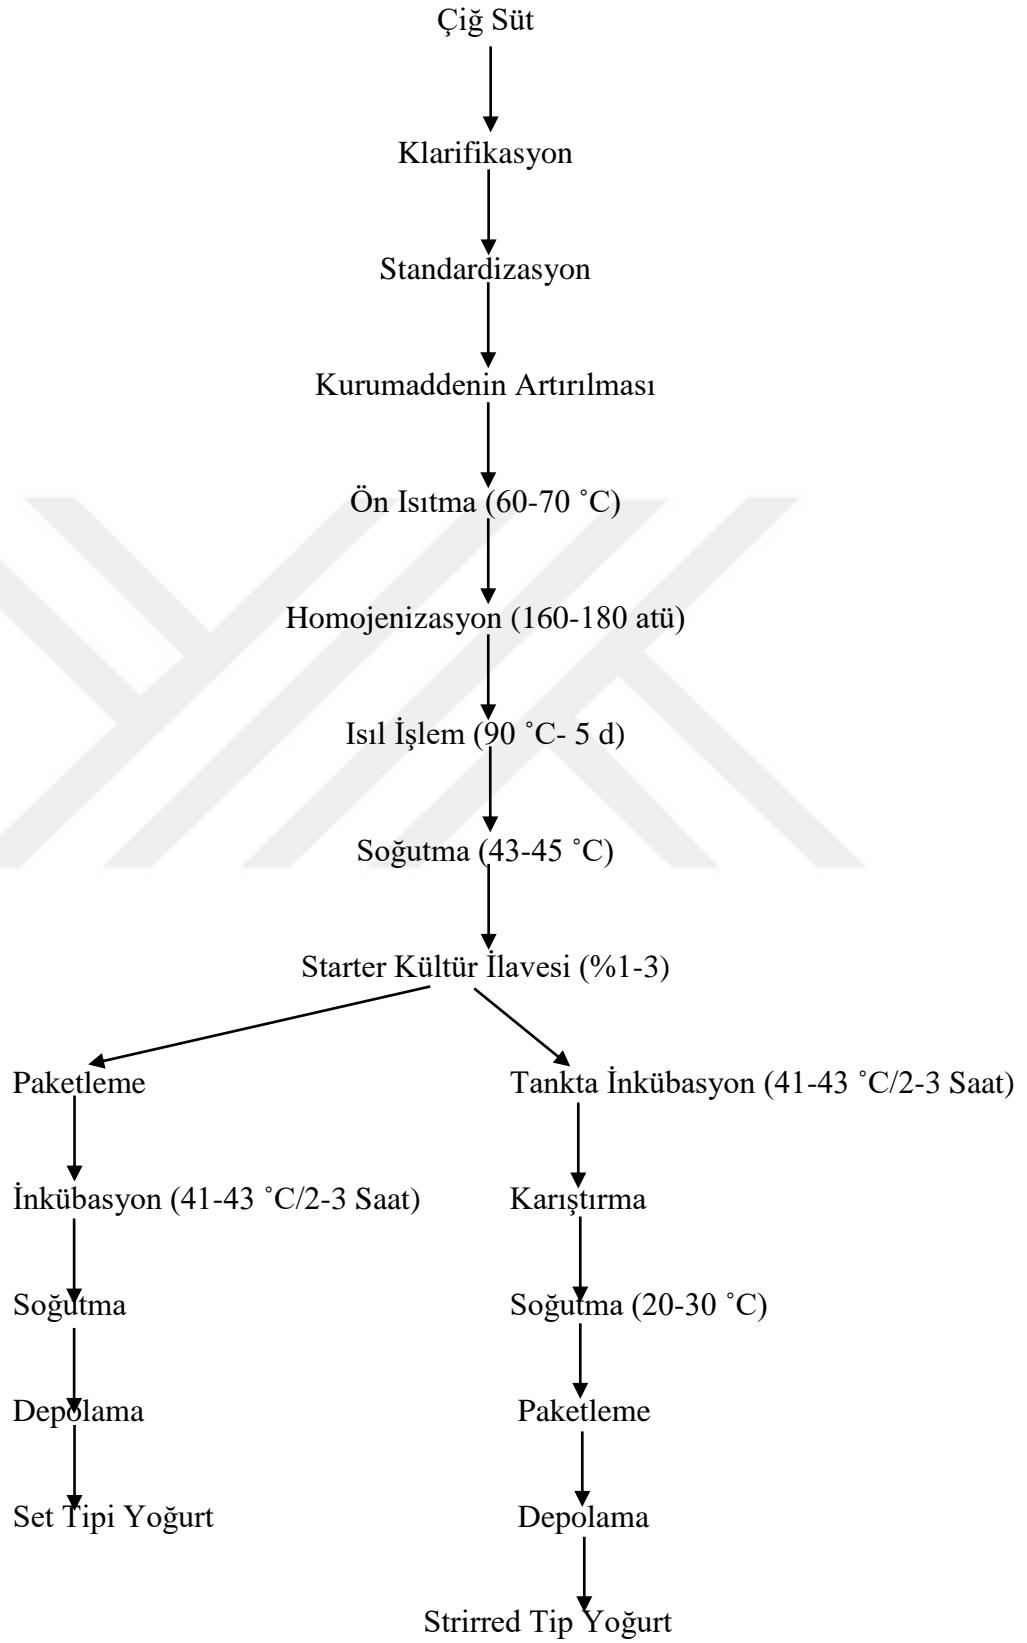 Çiğ Süt
Klarifikasyon
Standardizasyon
Kurumaddenin Artırılması
Ön Isıtma (60-70 ˚C)
Homojenizasyon (160-180 atü)
Isıl İşlem (90 ˚C- 5 d)
Soğutma (43-45 ˚C)
Starter Kültür İlavesi (%1-3)
Paketleme
Tankta İnkübasyon (41-43 ˚C/2-3 Saat)
İnkübasyon (41-43 ˚C/2-3 Saat)
Karıştırma
Soğutma
Soğutma (20-30 ˚C)
Depolama
Paketleme
Set Tipi Yoğurt
Depolama
Strirred Tip Yoğurt